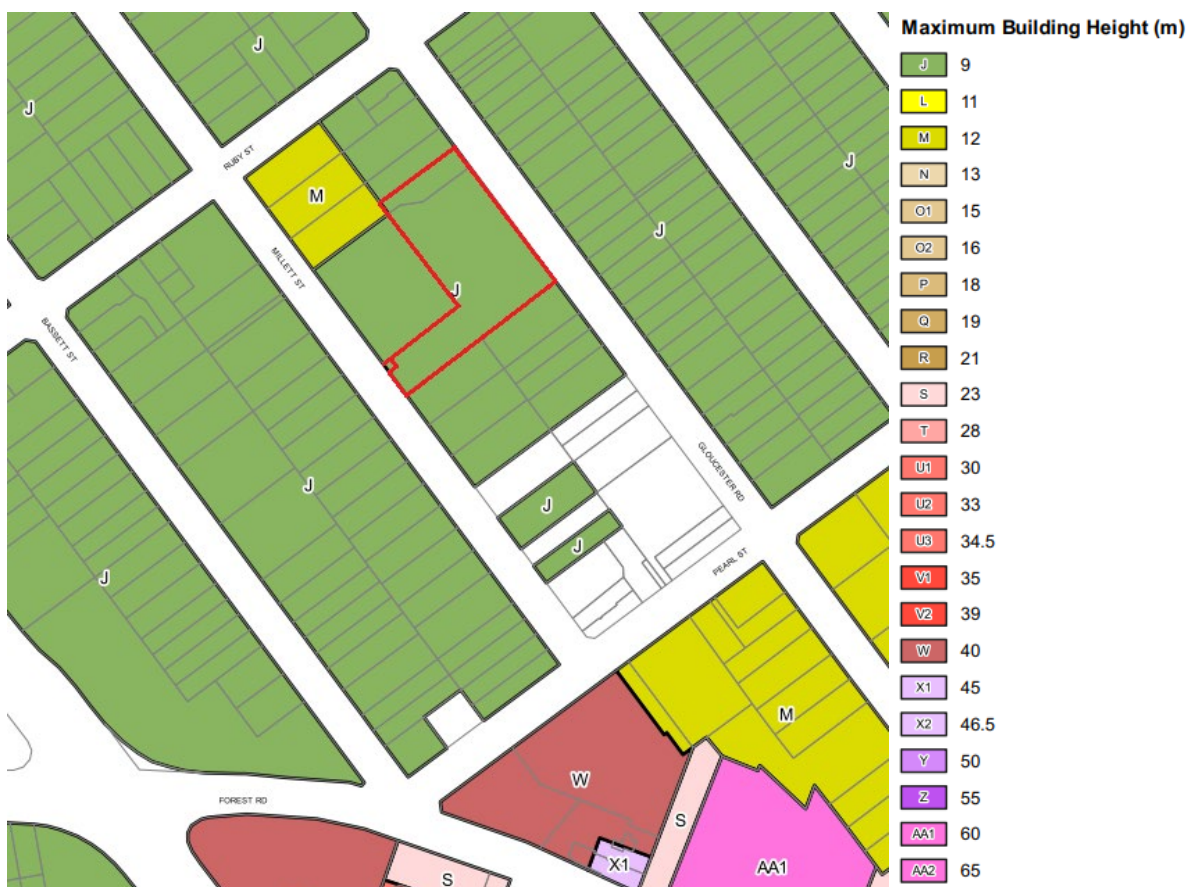 Maximum Building Height (m)
J 9
L 11
M 12
N 13
O1 15
O2 16
P 18
Q 19
R 21
S 23
T 28
U1 30
U2 33
U3 34.5
V1 35
V2 39
W 40
X1 45
X2 46.5
Y 50
Z 55
AA1 60
AA2 65
J
J
RUBY ST
J
M
J
MILLETT ST
J
BASSETT ST
GLOUCESTER RD
J
J
J
PEARL ST
J
M
W
FOREST RD
S
X1
AA1
S